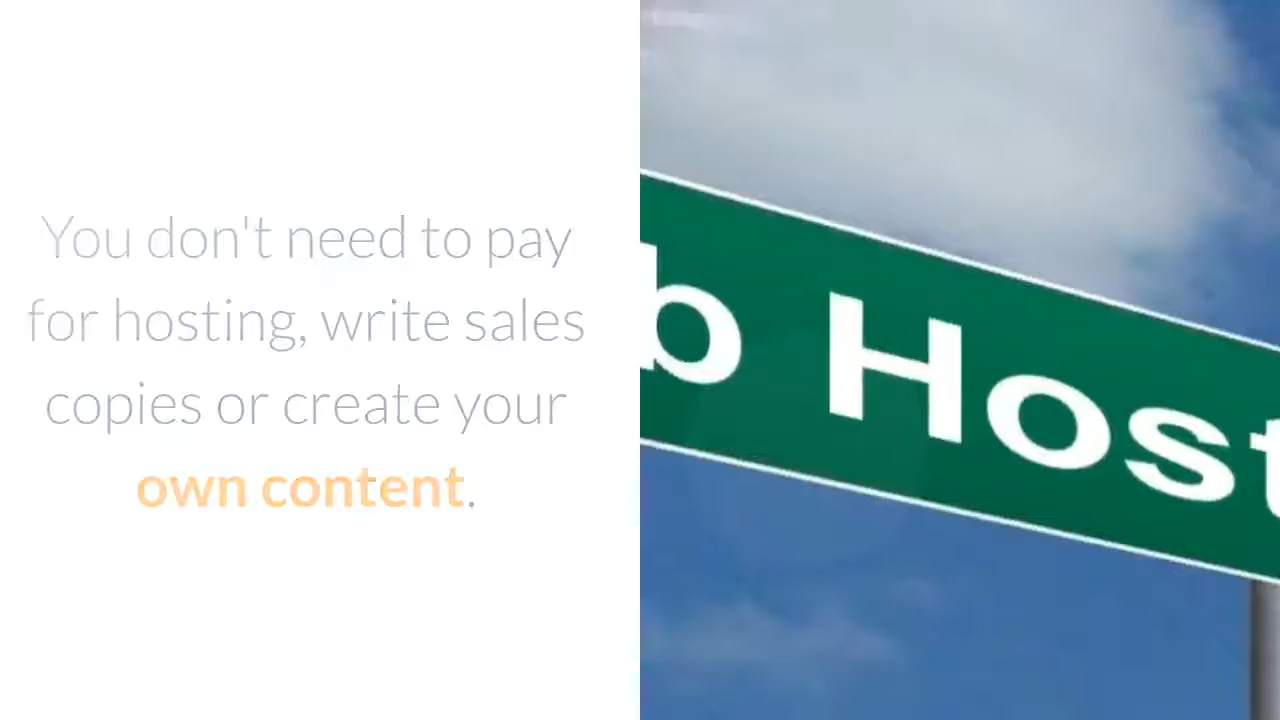 You don't need to pay
for hosting, write sales
copies or create your
own content.
b Host